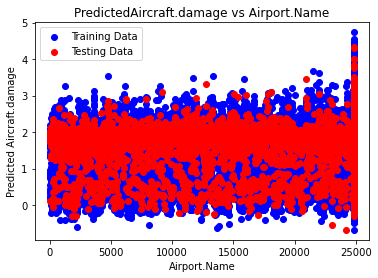 PredictedAircraft.damage vs Airport.Name
Training Data
Testing Data
Predicted Aircraft.damage
5
4
3
2
1
0
0
5000
10000
15000
20000
25000
Airport.Name